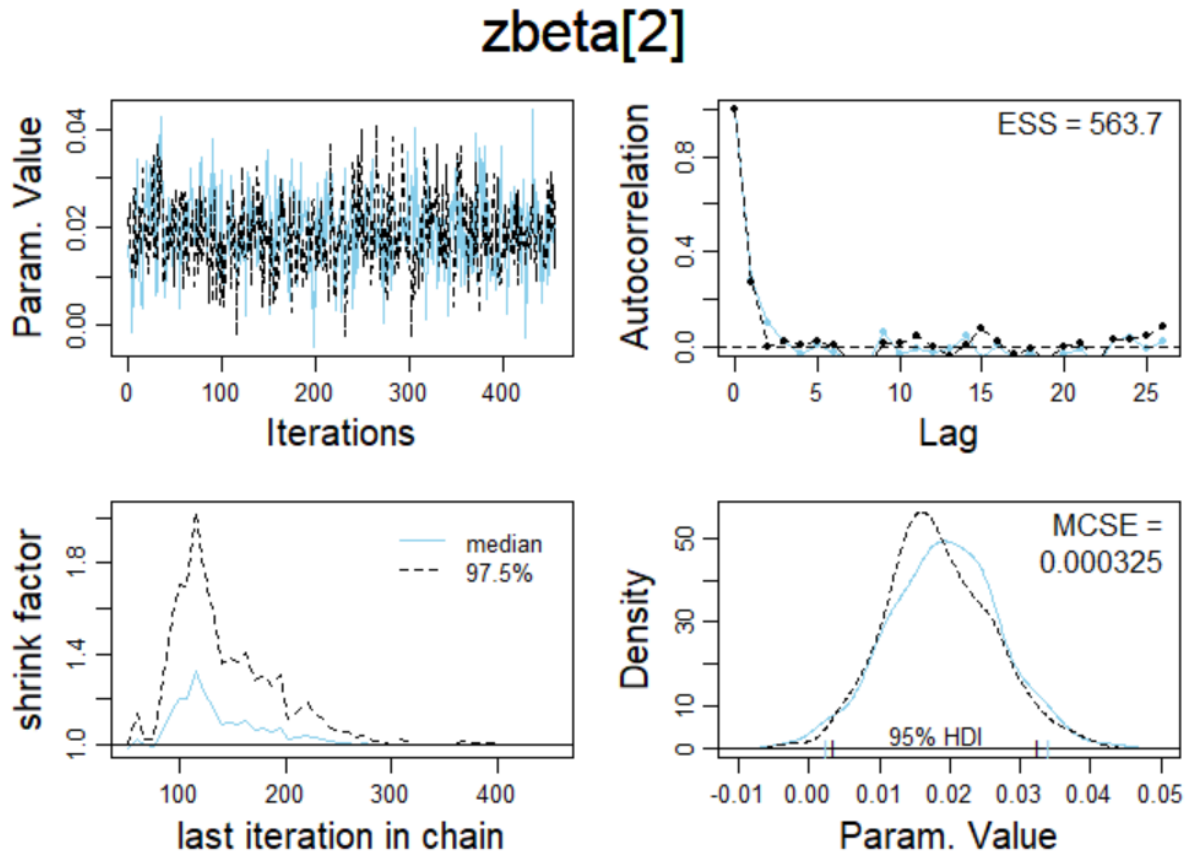 zbeta[2]
Param. Value
0.04
0.02
0.00
0
100
200
300
400
Iterations
Autocorrelation
0.8
0.4
0.0
ESS = 563.7
0
5
10
15
20
25
Lag
shrink factor
1.8
1.4
1.0
median
97.5%
100
200
300
400
last iteration in chain
Density
50
30
10
0
MCSE =
0.000325
95% HDI
-0.01
0.00
0.01
0.02
0.03
0.04
0.05
Param. Value